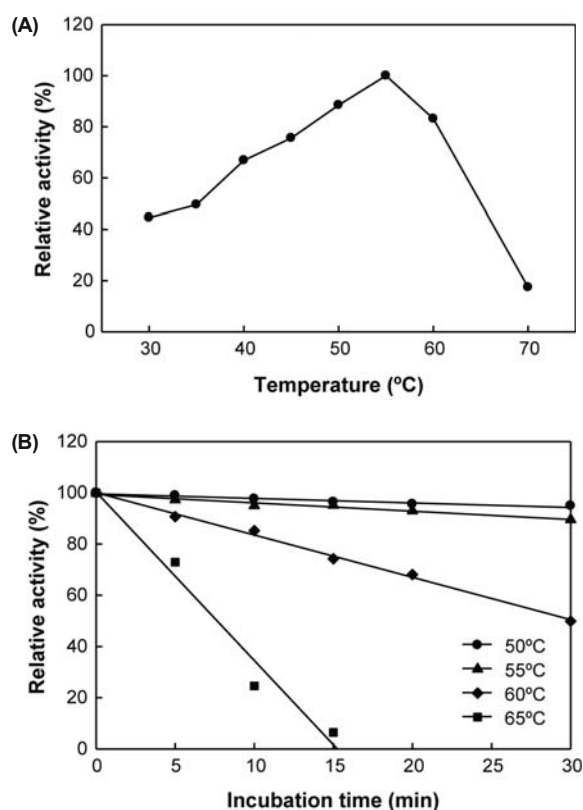 (A)
120
100
80
60
40
20
0
Relative activity (%)
30 40 50 60 70
Temperature (ºC)
(B)
120
100
80
60
40
20
0
Relative activity (%)
50ºC
55ºC
60ºC
65ºC
0 5 10 15 20 25 30
Incubation time (min)